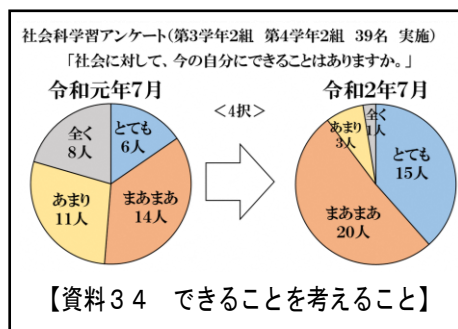 社会科学習アンケート(第3学年2組 第4学年2組 39名 実施)
「社会に対して、今の自分にできることはありますか。」
令和元年7月
<4択>
令和2年7月
全く
8人
とても
6人
あまり
11人
まあまあ
14人
あまり
3人
全く
1人
とても
15人
まあまあ
20人
【資料34 できることを考えること】